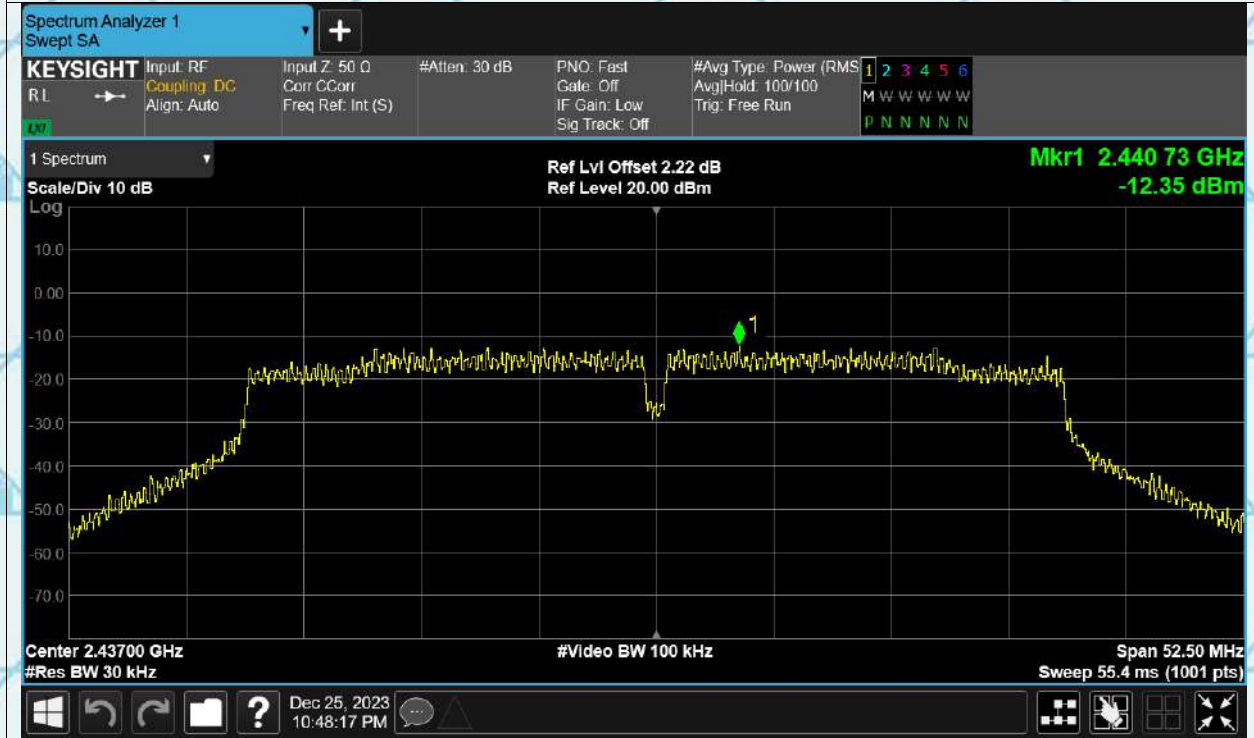 Spectrum Analyzer 1
Swept SA
+
KEYSIGHT
RL
LXI
Input: RF
Coupling: DC
Align: Auto
Input Z: 50 Ω
Corr CCorr
Freq Ref: Int (S)
#Atten: 30 dB
PNO: Fast
Gate: Off
IF Gain: Low
Sig Track: Off
#Avg Type: Power (RMS
Avg|Hold: 100/100
Trig: Free Run
1 2 3 4 5 6
M W W W W W
P N N N N N
1 Spectrum
Scale/Div 10 dB
Log
Ref Lvl Offset 2.22 dB
Ref Level 20.00 dBm
Mkr1 2.440 73 GHz
-12.35 dBm
10.0
0.00
-10.0
-20.0
-30.0
-40.0
-50.0
-60.0
-70.0
1
Center 2.43700 GHz
#Res BW 30 kHz
#Video BW 100 kHz
Span 52.50 MHz
Sweep 55.4 ms (1001 pts)
?
Dec 25, 2023
10:48:17 PM